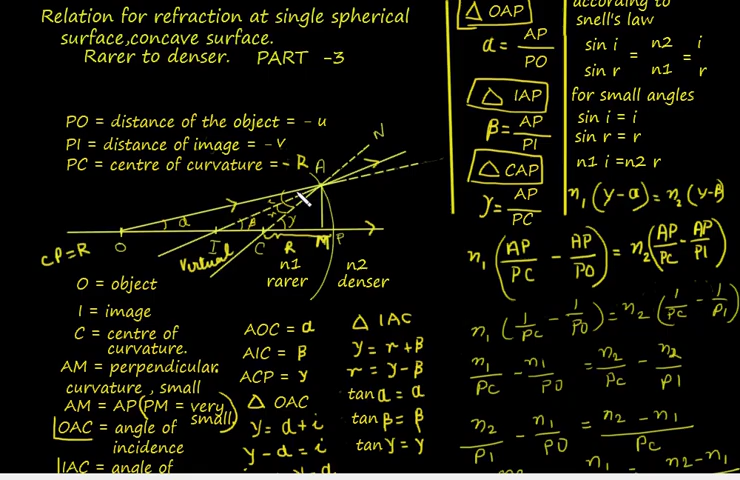 Relation for refraction at single spherical
surface,concave surface.
Rarer to denser. PART -3
PO = distance of the object = - u
PI = distance of image = -v
PC = centre of curvature = - R
A
N
α
i
r
β
γ
CP=R
O
I
C
R
M
P
Virtual
n1
rarer
n2
denser
O = object
I = image
C = centre of
curvature.
AM = perpendicular.
curvature , small
AM = AP (PM = very
small)
∠OAC = angle of
incidence
∠IAC = angle of
AOC = α
AIC = β
ACP = γ
△ OAC
γ = α + i
γ - α = i
△ IAC
γ = r + β
r = γ - β
tan α = α
tan β = β
tan γ = γ
△ OAP
α = AP / PO
△ IAP
β = AP / PI
△ CAP
γ = AP / PC
according to
snell's law
sin i / sin r = n2 / n1 = i / r
for small angles
sin i = i
sin r = r
n1 i =n2 r
n₁ (γ-α) = n₂ (γ-β)
n₁ (AP/PC - AP/PO) = n₂ (AP/PC - AP/PI)
n₁ (1/PC - 1/PO) = n₂ (1/PC - 1/PI)
n₁/PC - n₁/PO = n₂/PC - n₂/PI
n₂/PI - n₁/PO = n₂ - n₁ / PC
n₁ n₂-n₁